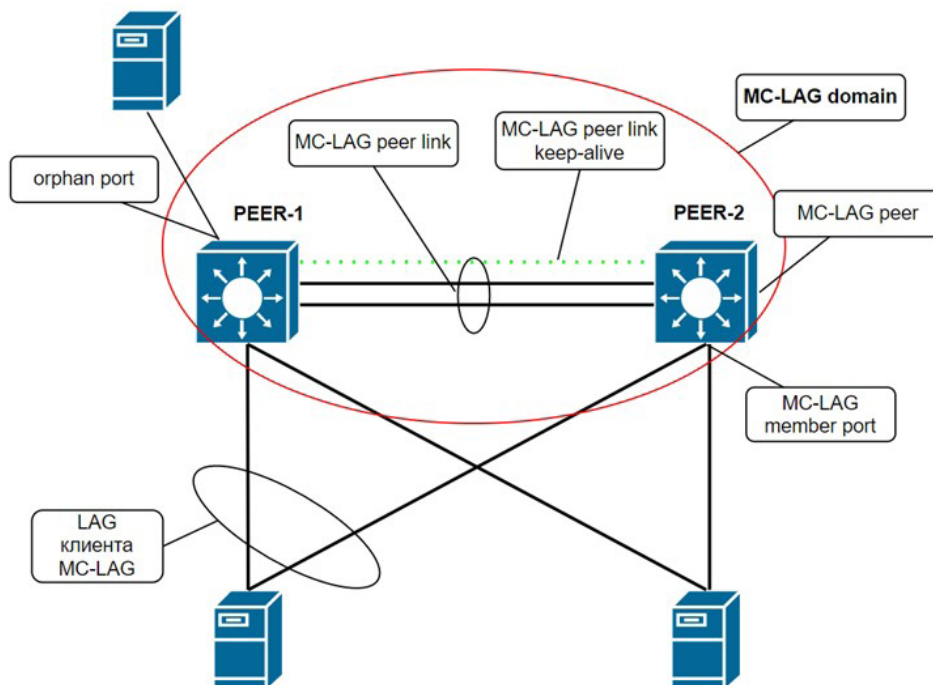 MC-LAG domain
MC-LAG peer link
MC-LAG peer link
keep-alive
orphan port
PEER-1
PEER-2
MC-LAG peer
MC-LAG
member port
LAG
клиента
MC-LAG